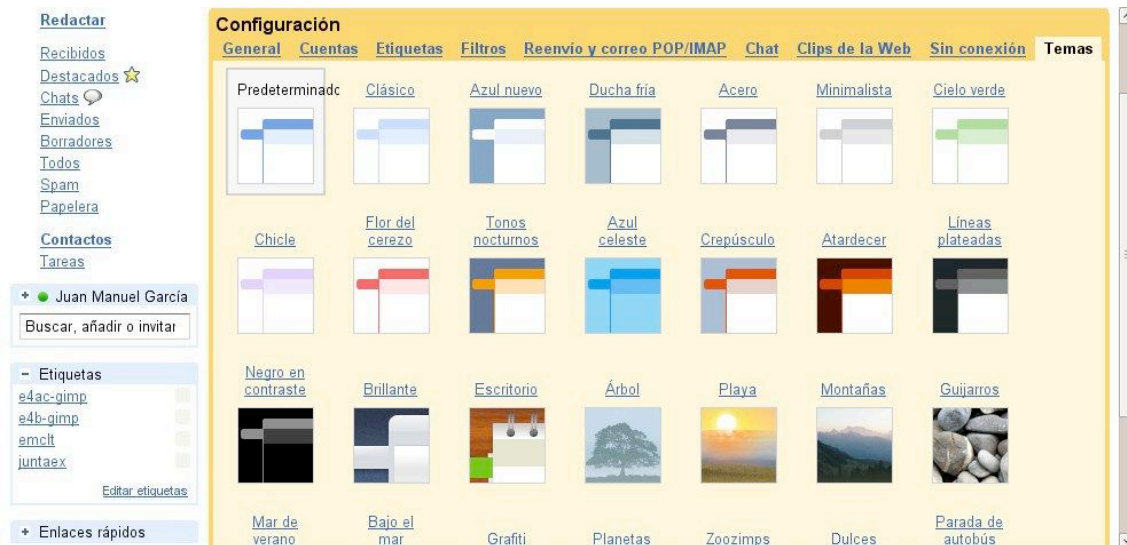 Redactar
Recibidos
Destacados
Chats
Enviados
Borradores
Todos
Spam
Papelera
Contactos
Tareas
Juan Manuel García
Buscar, añadir o invitar
Etiquetas
e4ac-gimp
e4b-gimp
emclt
juntaex
Editar etiquetas
Enlaces rápidos
Configuración
General Cuentas Etiquetas Filtros Reenvío y correo POP/IMAP Chat Clips de la Web Sin conexión Temas
Predeterminado Clásico Azul nuevo Ducha fría Acero Minimalista Cielo verde
Chicle
Flor del
cerezo
Tonos
nocturnos
Azul
celeste
Crepúsculo
Atardecer
Líneas
plateadas
Negro en
contraste
Brillante
Escritorio
Árbol
Playa
Montañas
Guijarros
Mar de
verano
Bajo el
mar
Grafiti
Planetas
Zoozimps
Dulces
Parada de
autobús